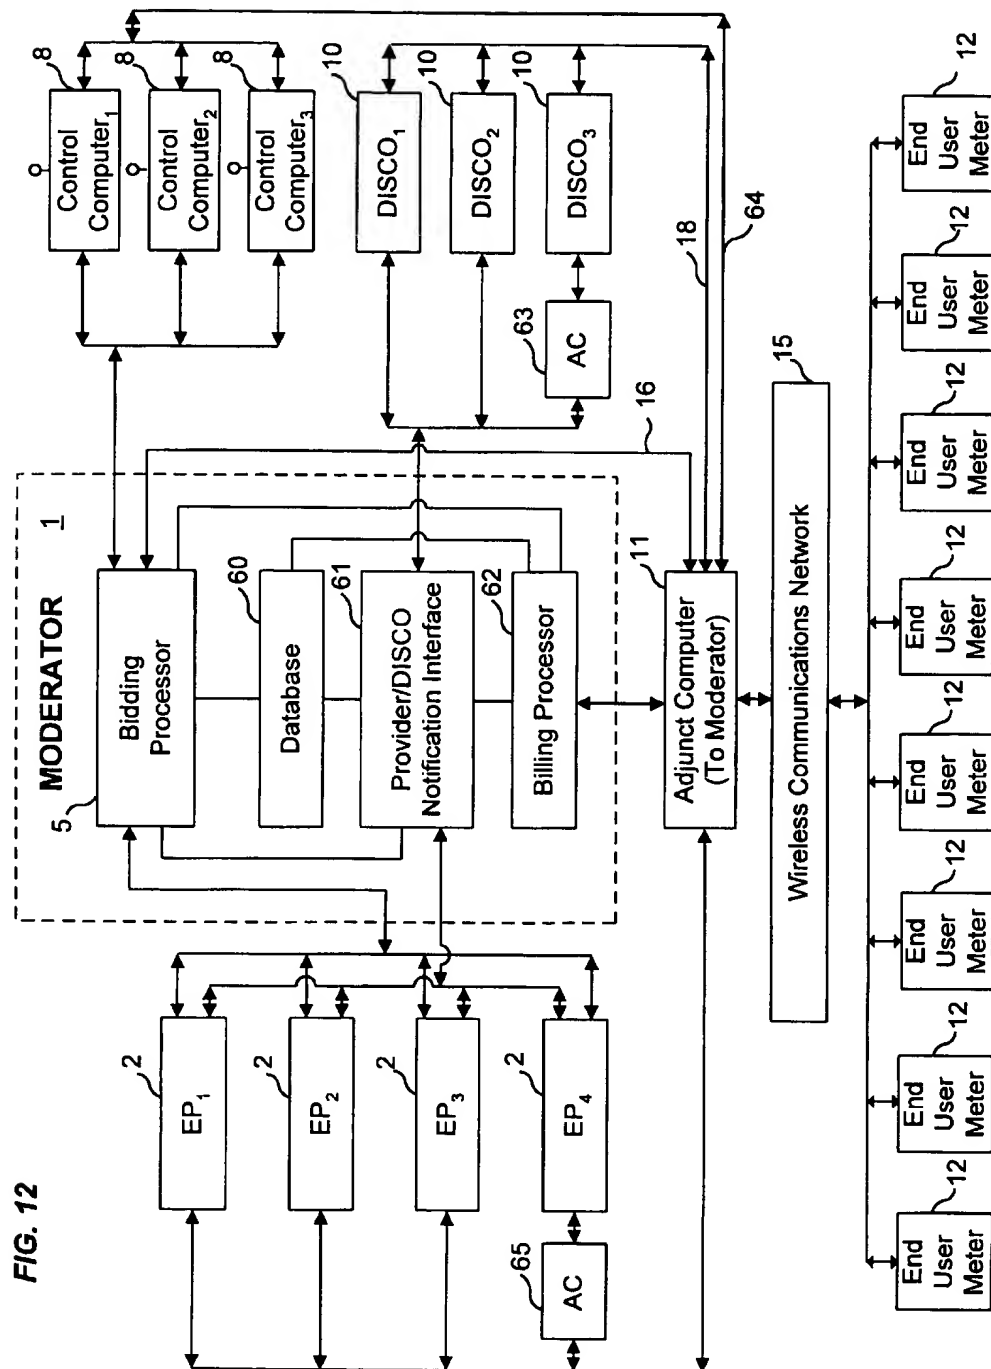 FIG. 12
MODERATOR
1
5
Bidding
Processor
60
Database
61
Provider/DISCO
Notification Interface
62
Billing Processor
2
EP1
2
EP2
2
EP3
2
EP4
65
AC
8
Control
Computer1
8
Control
Computer2
8
Control
Computer3
10
DISCO1
10
DISCO2
10
DISCO3
63
AC
16
18
64
11
Adjunct Computer
(To Moderator)
15
Wireless Communications Network
12
End
User
Meter
12
End
User
Meter
12
End
User
Meter
12
End
User
Meter
12
End
User
Meter
12
End
User
Meter
12
End
User
Meter
12
End
User
Meter